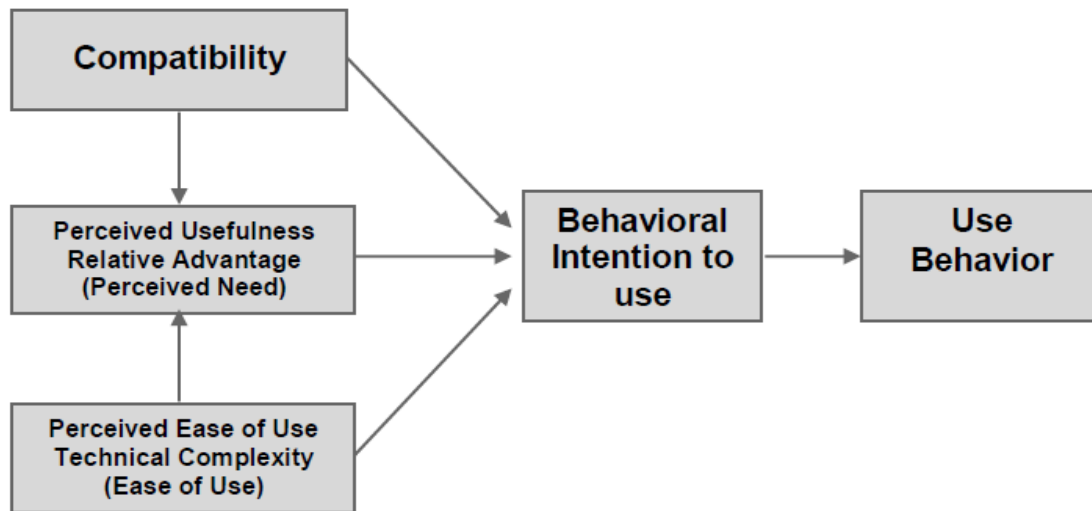 Compatibility
Perceived Usefulness
Relative Advantage
(Perceived Need)
Perceived Ease of Use
Technical Complexity
(Ease of Use)
Behavioral
Intention to
use
Use
Behavior